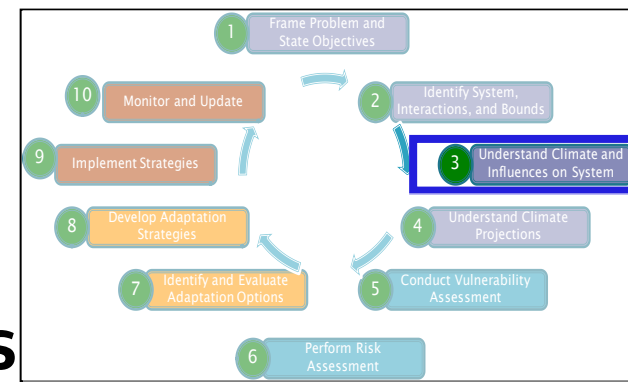 1
Frame Problem and
State Objectives
2
Identify System,
Interactions, and Bounds
3
Understand Climate and
Influences on System
4
Understand Climate
Projections
5
Conduct Vulnerability
Assessment
6
Perform Risk
Assessment
7
Identify and Evaluate
Adaptation Options
8
Develop Adaptation
Strategies
9
Implement Strategies
10
Monitor and Update
s